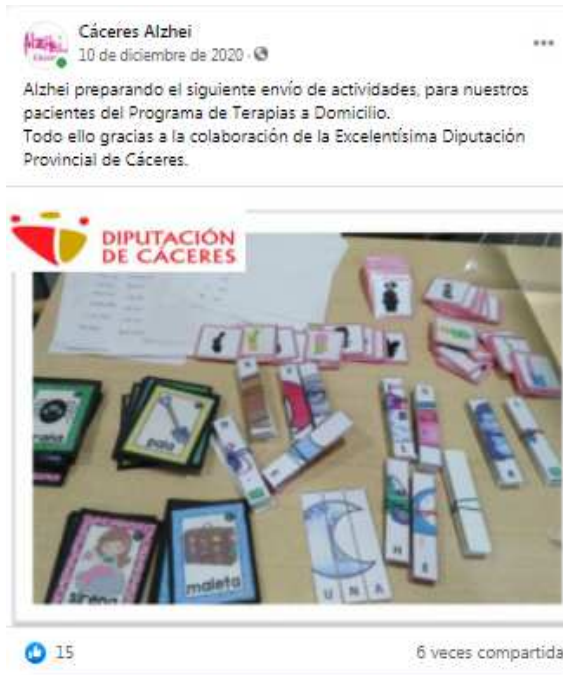 Cáceres Alzhei
10 de diciembre de 2020 ·
Alzhei preparando el siguiente envío de actividades, para nuestros
pacientes del Programa de Terapias a Domicilio.
Todo ello gracias a la colaboración de la Excelentísima Diputación
Provincial de Cáceres.
DIPUTACIÓN
DE CÁCERES
pala
sirena
maleta
U N A
15
6 veces compartida